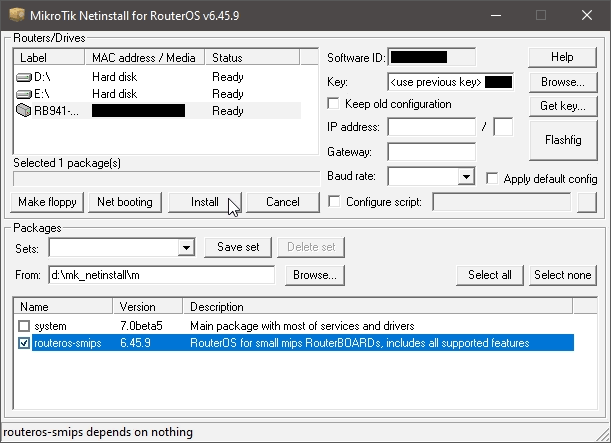 MikroTik Netinstall for RouterOS v6.45.9
Routers/Drives
Label MAC address / Media Status
D:\ Hard disk Ready
E:\ Hard disk Ready
RB941-... Ready
Selected 1 package(s)
Make floppy Net booting Install Cancel
Software ID:
Key: <use previous key>
Keep old configuration
IP address: /
Gateway:
Baud rate: Apply default config
Configure script:
Help
Browse...
Get key...
Flashfig
Packages
Sets: Save set Delete set
From: d:\mk_netinstall\m Browse... Select all Select none
Name Version Description
system 7.0beta5 Main package with most of services and drivers
routeros-smips 6.45.9 RouterOS for small mips RouterBOARDs, includes all supported features
routeros-smips depends on nothing